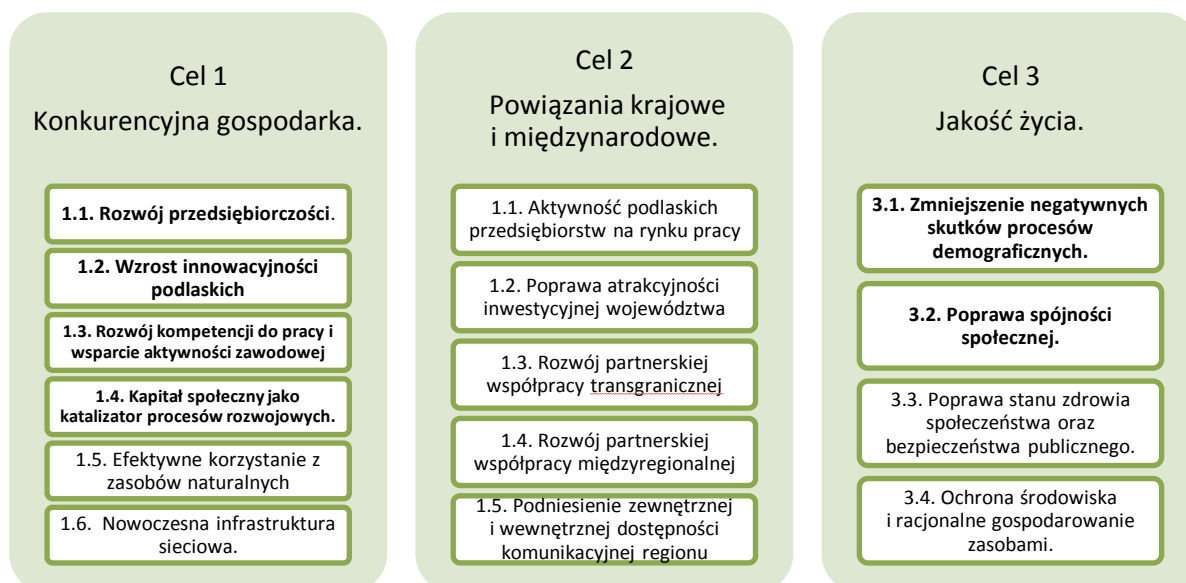 Cel 1
Konkurencyjna gospodarka.
1.1. Rozwój przedsiębiorczości.
1.2. Wzrost innowacyjności
podlaskich
1.3. Rozwój kompetencji do pracy i
wsparcie aktywności zawodowej
1.4. Kapitał społeczny jako
katalizator procesów rozwojowych.
1.5. Efektywne korzystanie z
zasobów naturalnych
1.6. Nowoczesna infrastruktura
sieciowa.
Cel 2
Powiązania krajowe
i międzynarodowe.
1.1. Aktywność podlaskich
przedsiębiorstw na rynku pracy
1.2. Poprawa atrakcyjności
inwestycyjnej województwa
1.3. Rozwój partnerskiej
współpracy transgranicznej
1.4. Rozwój partnerskiej
współpracy międzyregionalnej
1.5. Podniesienie zewnętrznej
i wewnętrznej dostępności
komunikacyjnej regionu
Cel 3
Jakość życia.
3.1. Zmniejszenie negatywnych
skutków procesów
demograficznych.
3.2. Poprawa spójności
społecznej.
3.3. Poprawa stanu zdrowia
społeczeństwa oraz
bezpieczeństwa publicznego.
3.4. Ochrona środowiska
i racjonalne gospodarowanie
zasobami.